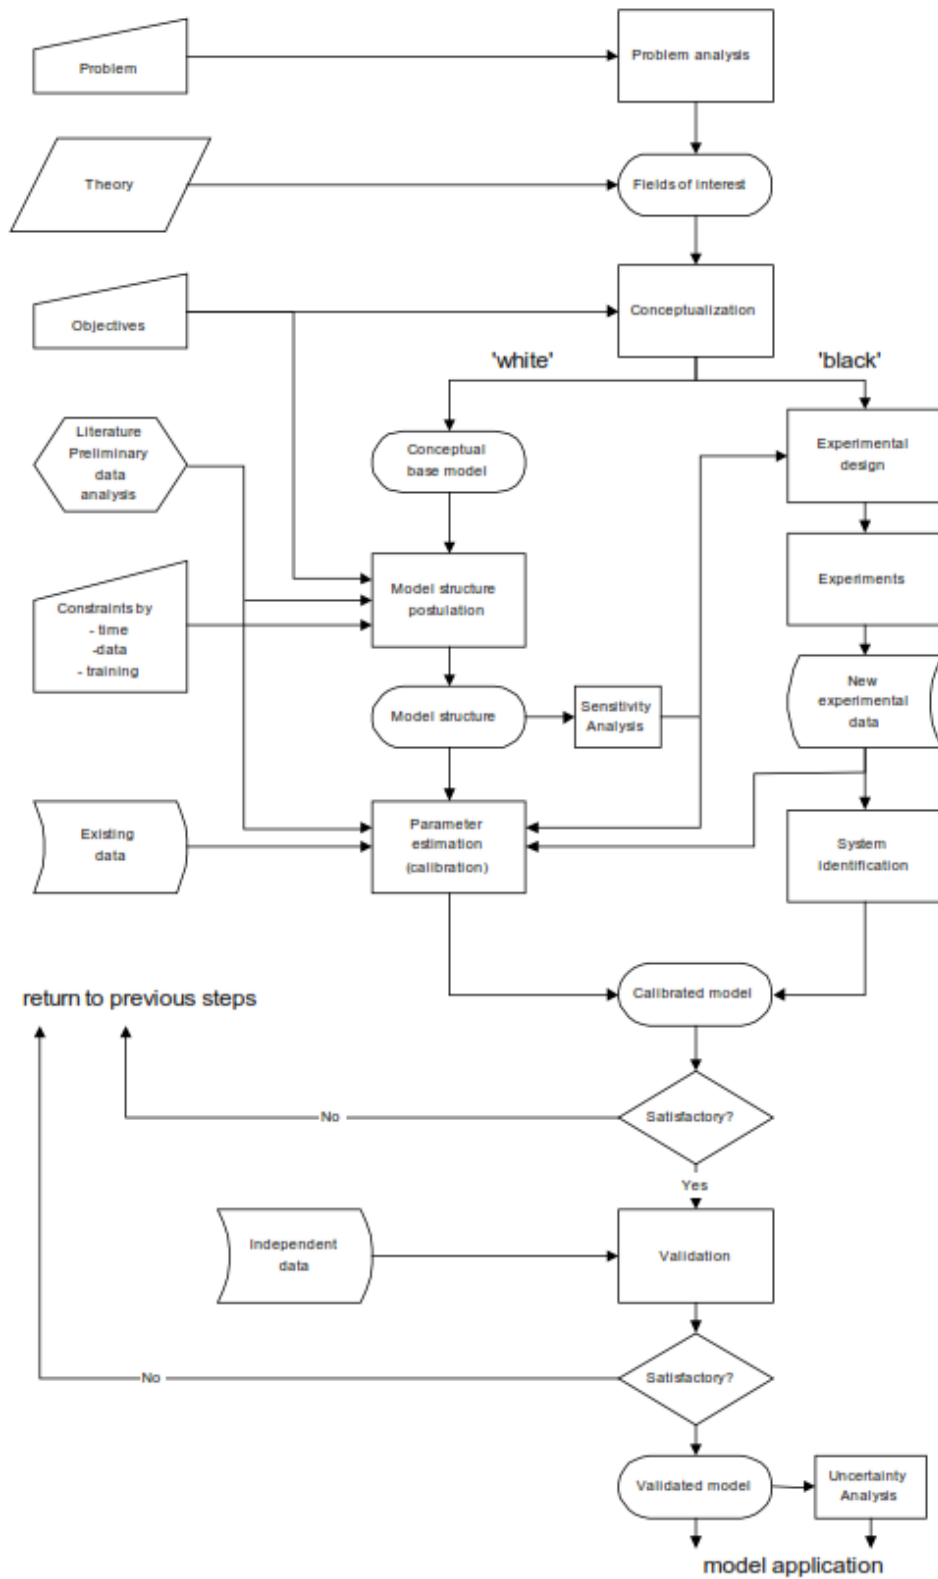 Problem
Problem analysis
Theory
Fields of interest
Objectives
Conceptualization
'white'
'black'
Literature
Preliminary
data
analysis
Conceptual
base model
Experimental
design
Constraints by
- time
-data
- training
Model structure
postulation
Experiments
Model structure
Sensitivity
Analysis
New
experimental
data
Existing
data
Parameter
estimation
(calibration)
System
identification
return to previous steps
Calibrated model
No
Satisfactory?
Yes
Independent
data
Validation
No
Satisfactory?
Validated model
Uncertainty
Analysis
model application